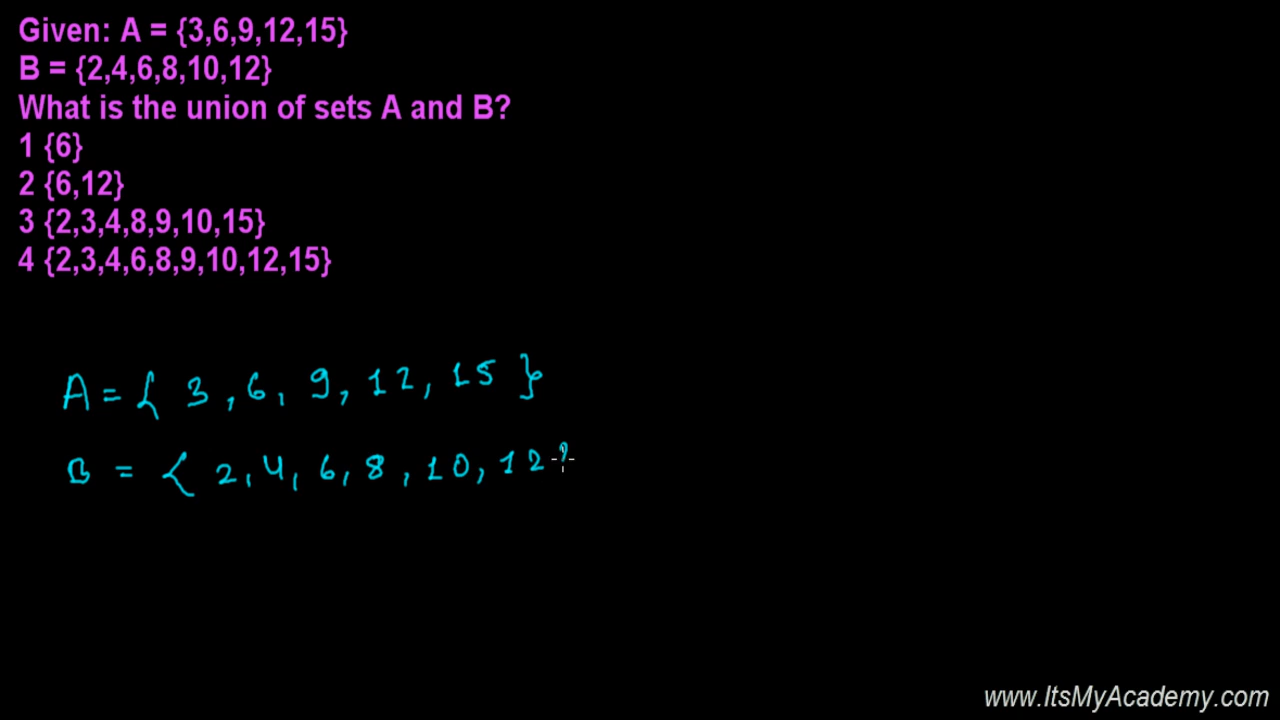 Given: A = {3,6,9,12,15}
B = {2,4,6,8,10,12}
What is the union of sets A and B?
1 {6}
2 {6,12}
3 {2,3,4,8,9,10,15}
4 {2,3,4,6,8,9,10,12,15}
A = { 3 , 6 , 9 , 12 , 15 }
B = { 2 , 4 , 6 , 8 , 10 , 12
www.ItsMyAcademy.com